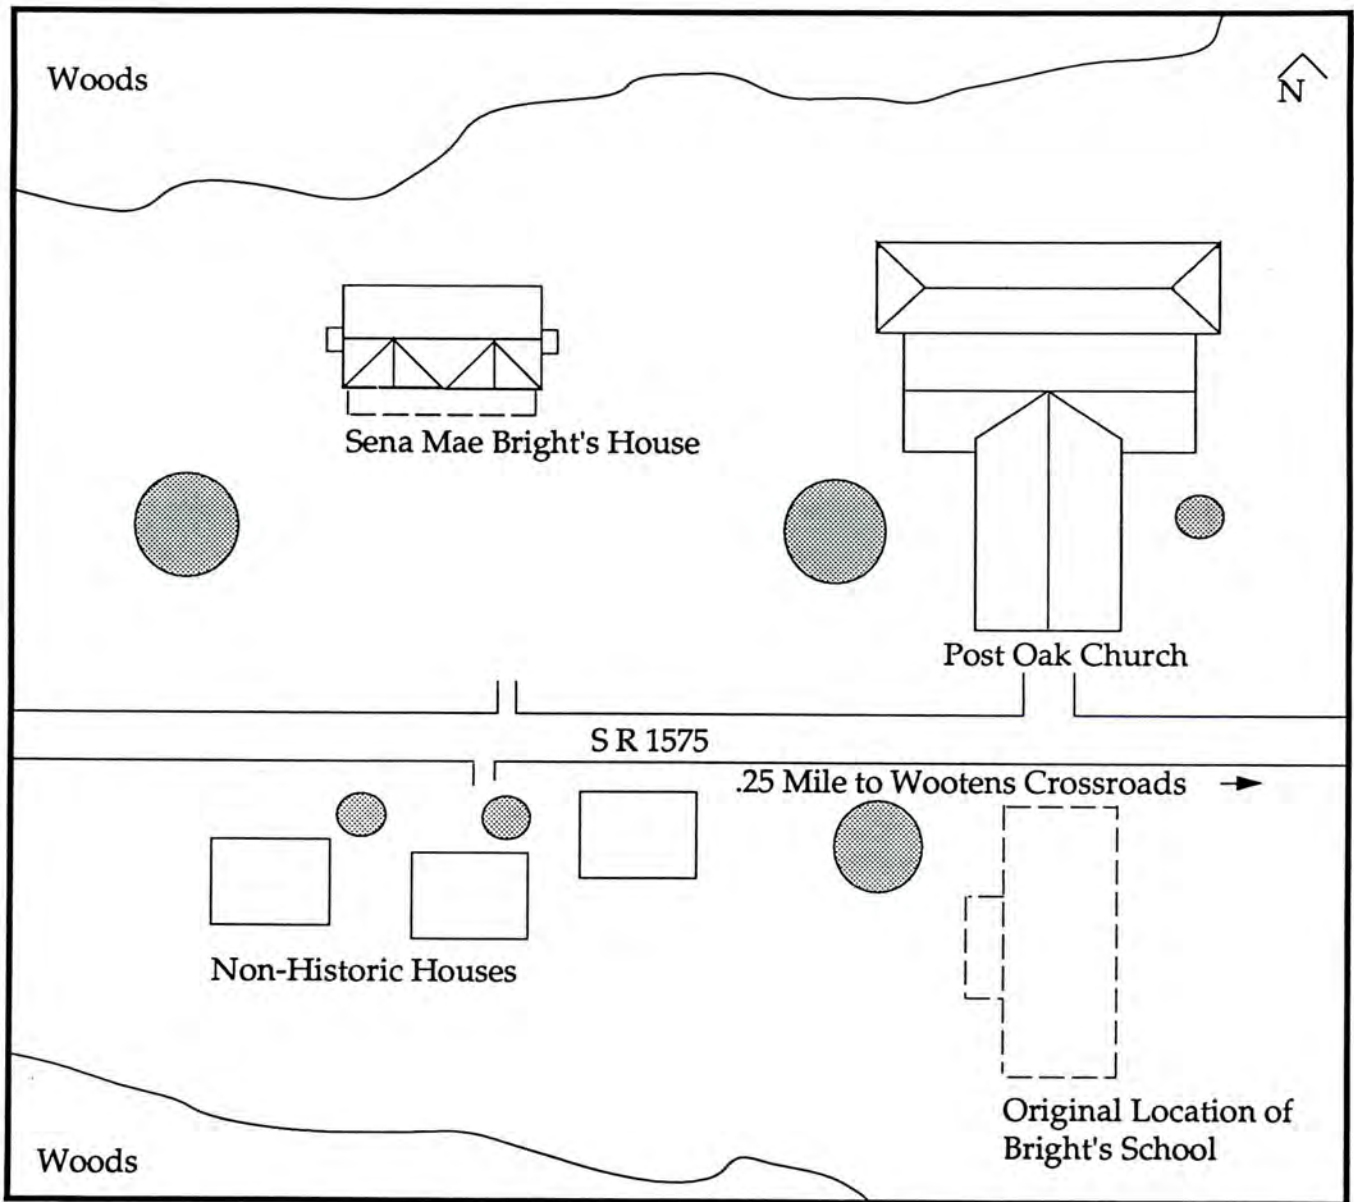 Woods
N
Sena Mae Bright's House
Post Oak Church
S R 1575
.25 Mile to Wootens Crossroads
Non-Historic Houses
Original Location of
Bright's School
Woods